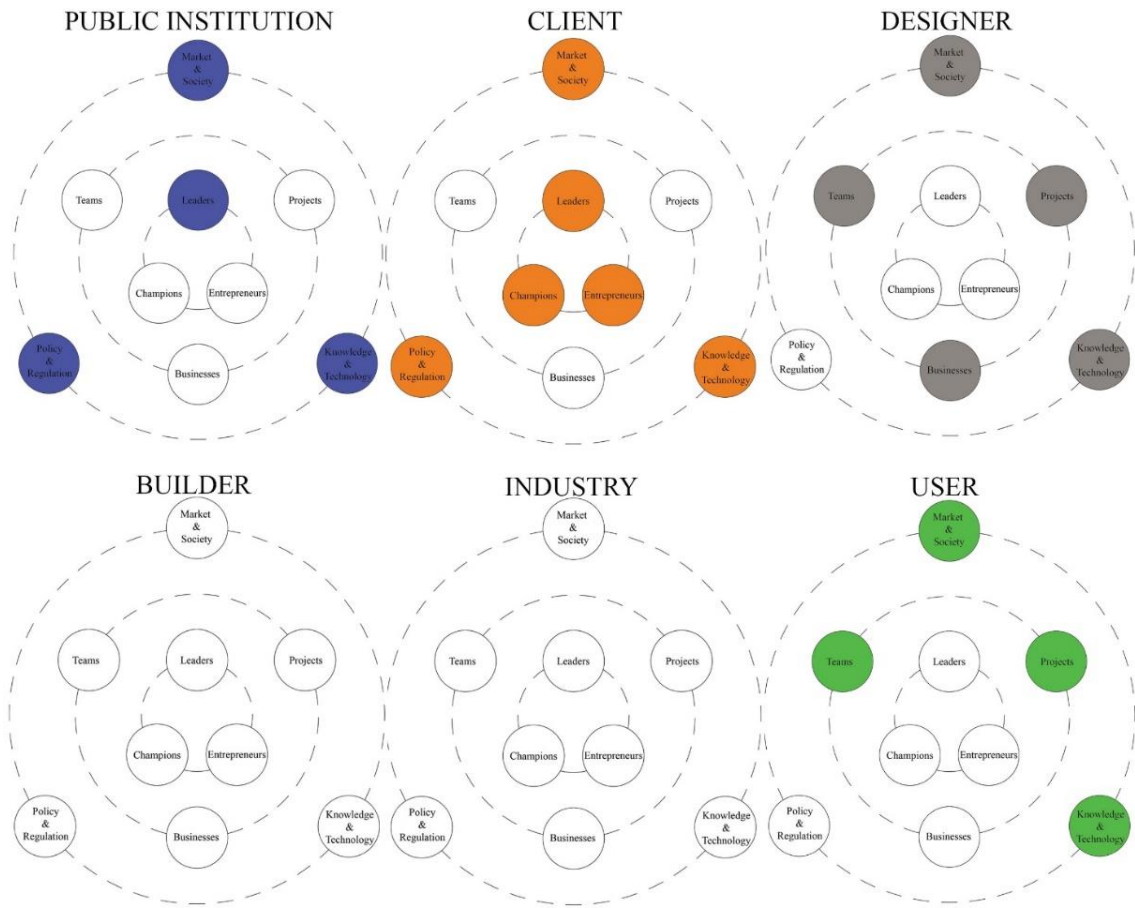 PUBLIC INSTITUTION
Market
&
Society
Teams
Leaders
Projects
Champions
Entrepreneurs
Policy
&
Regulation
Knowledge
&
Technology
Businesses
CLIENT
Market
&
Society
Teams
Leaders
Projects
Champions
Entrepreneurs
Policy
&
Regulation
Knowledge
&
Technology
Businesses
DESIGNER
Market
&
Society
Teams
Leaders
Projects
Champions
Entrepreneurs
Policy
&
Regulation
Knowledge
&
Technology
Businesses
BUILDER
Market
&
Society
Teams
Leaders
Projects
Champions
Entrepreneurs
Policy
&
Regulation
Knowledge
&
Technology
Businesses
INDUSTRY
Market
&
Society
Teams
Leaders
Projects
Champions
Entrepreneurs
Policy
&
Regulation
Knowledge
&
Technology
Businesses
USER
Market
&
Society
Teams
Leaders
Projects
Champions
Entrepreneurs
Policy
&
Regulation
Knowledge
&
Technology
Businesses